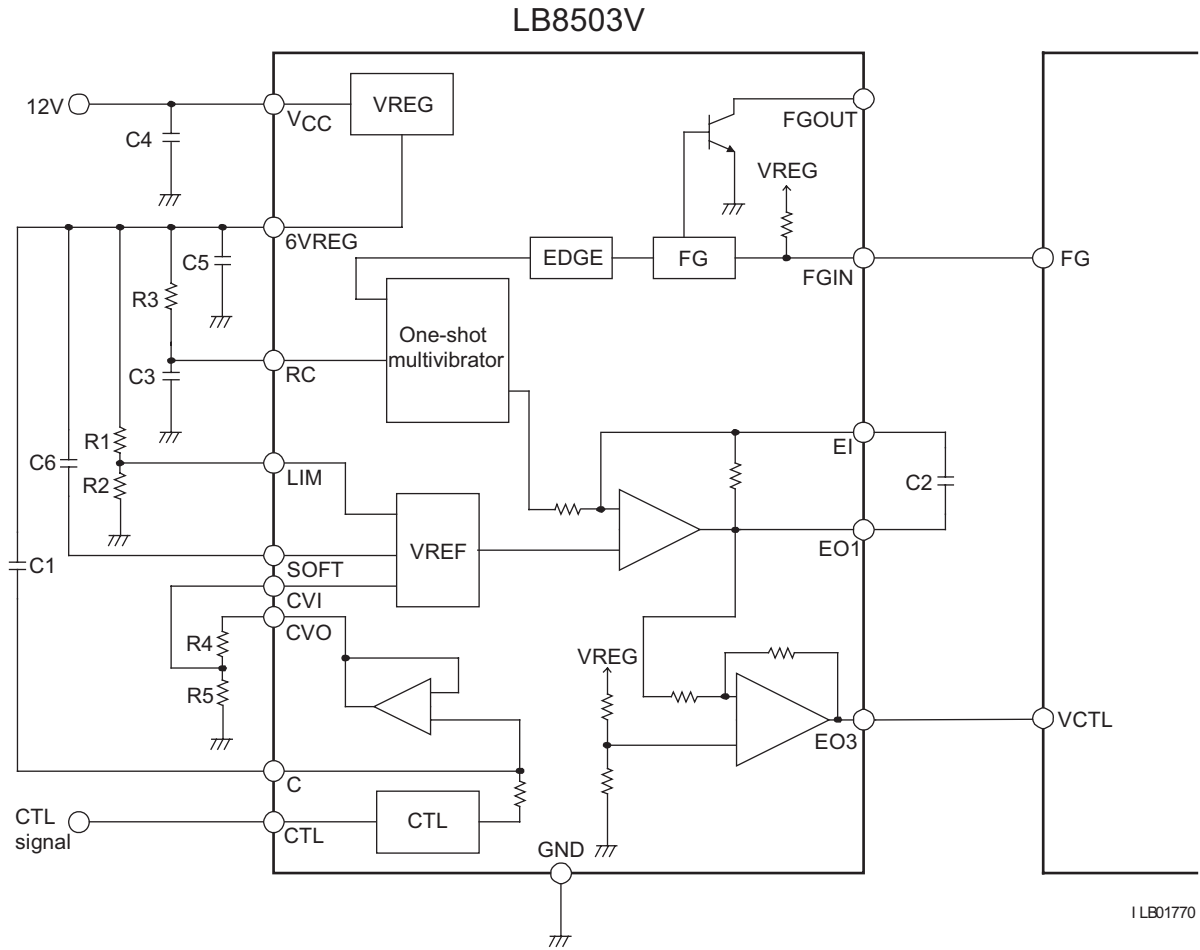 LB8503V
12V
VCC
VREG
FGOUT
C4
VREG
6VREG
C5
EDGE
FG
FGIN
FG
R3
One-shot
multivibrator
C3
RC
R1
EI
C6
R2
LIM
C2
VREF
C1
SOFT
EO1
CVI
CVO
R4
VREG
R5
EO3
VCTL
C
CTL
signal
CTL
CTL
GND
ILB01770